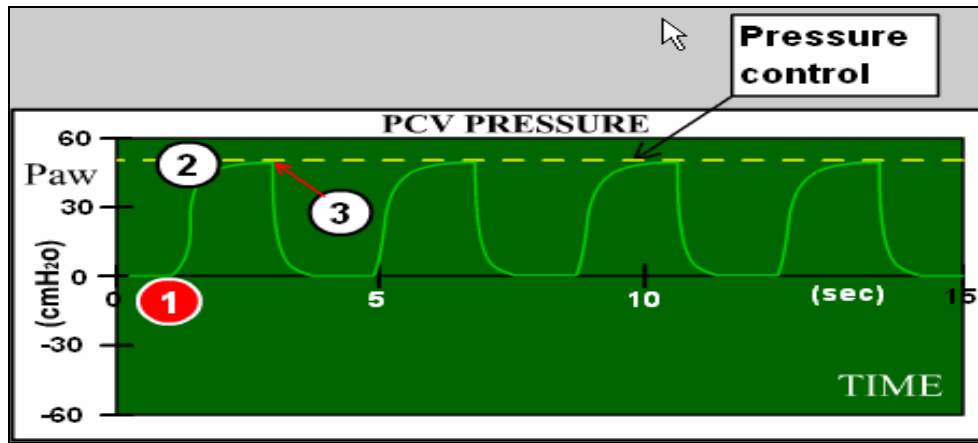 Pressure
control
PCV PRESSURE
60
Paw
2
30
3
(cmH2O)
0
0
1
5
10
(sec)
15
-30
TIME
-60